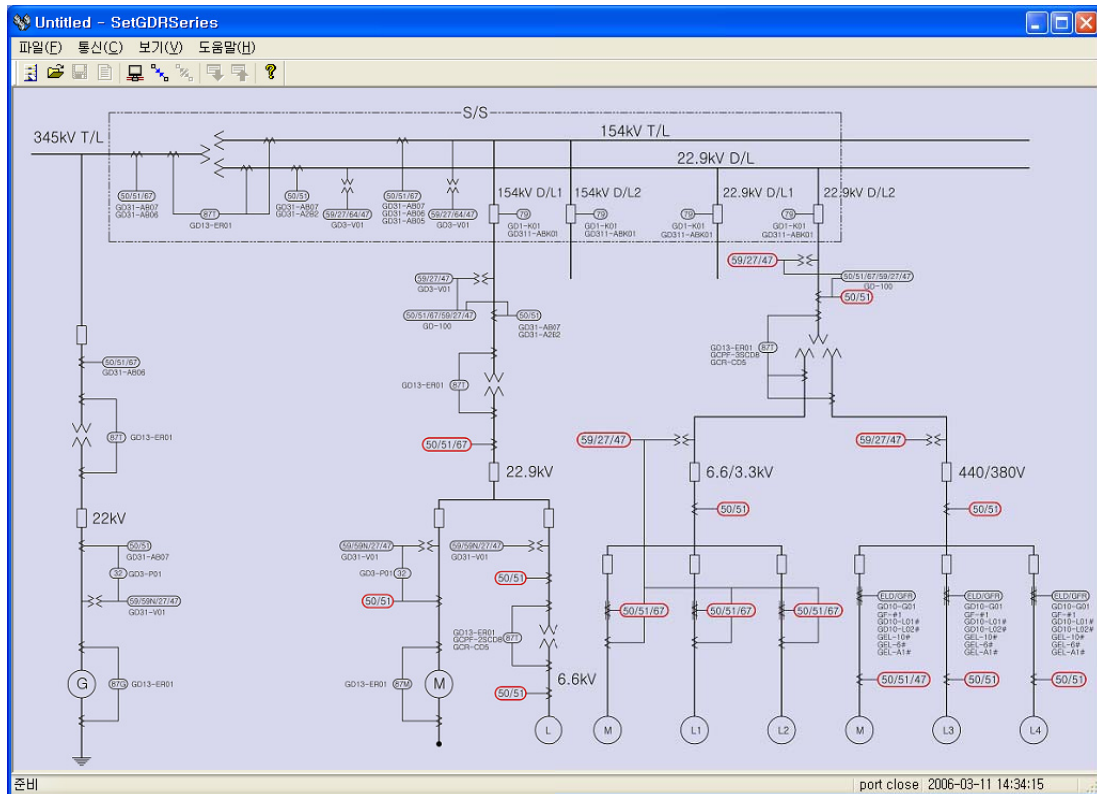 Untitled - SetGDRSeries
파일(F) 통신(C) 보기(V) 도움말(H)
S/S
345kV T/L
154kV T/L
22.9kV D/L
50/51/67
GD31-AB07
GD31-AB06
87T
GD13-ER01
50/51
GD31-AB07
GD31-A2B2
59/27/64/47
GD3-V01
50/51/67
GD31-AB07
GD31-AB06
GD31-AB05
59/27/64/47
GD3-V01
154kV D/L1
79
GD1-K01
GD311-ABK01
154kV D/L2
79
GD1-K01
GD311-ABK01
22.9kV D/L1
79
GD1-K01
GD311-ABK01
22.9kV D/L2
79
GD1-K01
GD311-ABK01
59/27/47
GD3-V01
50/51/67/59/27/47
GD-100
50/51
GD31-AB07
GD31-A2B2
59/27/47
50/51/67/59/27/47
GD-100
50/51
50/51/67
GD31-AB06
87T
GD13-ER01
GD13-ER01
87T
GD13-ER01
GCPF-3SCD8
GCR-CD5
87T
50/51/67
22.9kV
59/27/47
6.6/3.3kV
50/51
59/27/47
440/380V
50/51
22kV
50/51
GD31-AB07
32
GD3-P01
59/59N/27/47
GD31-V01
59/59N/27/47
GD31-V01
GD3-P01
32
50/51
59/59N/27/47
GD31-V01
50/51
GD13-ER01
GCPF-2SCD8
GCR-CD5
87T
50/51
6.6kV
50/51/67
50/51/67
50/51/67
ELD/GFR
GD10-G01
GF-#1
GD10-L01#
GD10-L02#
GEL-10#
GEL-6#
GEL-A1#
ELD/GFR
GD10-G01
GF-#1
GD10-L01#
GD10-L02#
GEL-10#
GEL-6#
GEL-A1#
ELD/GFR
GD10-G01
GF-#1
GD10-L01#
GD10-L02#
GEL-10#
GEL-6#
GEL-A1#
50/51/47
50/51
50/51
G
87G
GD13-ER01
GD13-ER01
87M
M
L
M
L1
L2
M
L3
L4
준비
port close 2006-03-11 14:34:15